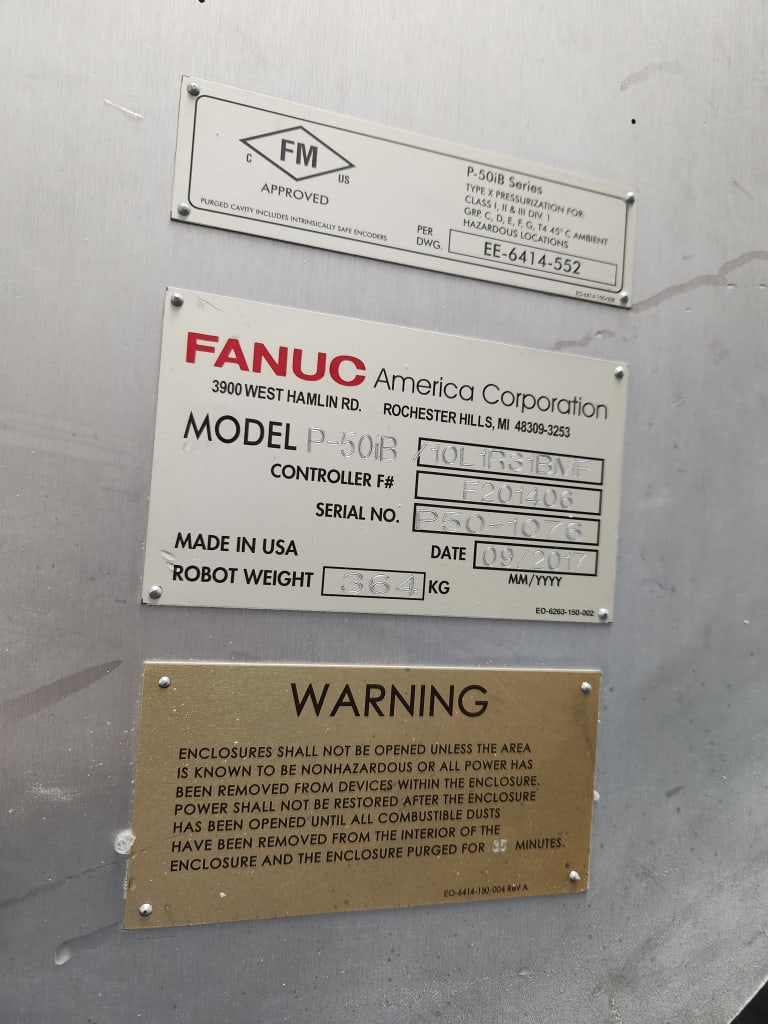 FM
C US
APPROVED
PURGED CAVITY INCLUDES INTRINSICALLY SAFE ENCODERS
P-50iB Series
TYPE X PRESSURIZATION FOR:
CLASS I, II & III DIV. 1
GRP C, D, E, F, G, T4 45° C AMBIENT
HAZARDOUS LOCATIONS
PER
DWG. EE-6414-552
EO-6414-150-008
FANUC America Corporation
3900 WEST HAMLIN RD. ROCHESTER HILLS, MI 48309-3253
MODEL P-50iB /10L1RS1BMF
CONTROLLER F# F201406
SERIAL NO. P50-1076
MADE IN USA DATE 09/2017
MM/YYYY
ROBOT WEIGHT 364 KG
EO-6263-150-002
WARNING
ENCLOSURES SHALL NOT BE OPENED UNLESS THE AREA
IS KNOWN TO BE NONHAZARDOUS OR ALL POWER HAS
BEEN REMOVED FROM DEVICES WITHIN THE ENCLOSURE.
POWER SHALL NOT BE RESTORED AFTER THE ENCLOSURE
HAS BEEN OPENED UNTIL ALL COMBUSTIBLE DUSTS
HAVE BEEN REMOVED FROM THE INTERIOR OF THE
ENCLOSURE AND THE ENCLOSURE PURGED FOR MINUTES.
EO-6414-150-004 Rev A